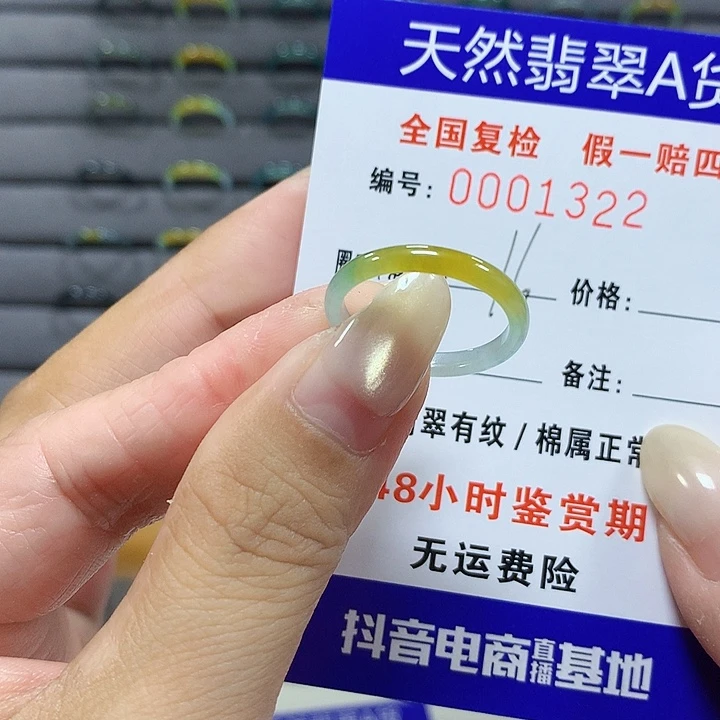 天然翡翠A货
全国复检 假一赔四
编号: 0001322
价格:
备注:
翠有纹/棉属正常
48小时鉴赏期
无运费险
抖音电商直播基地